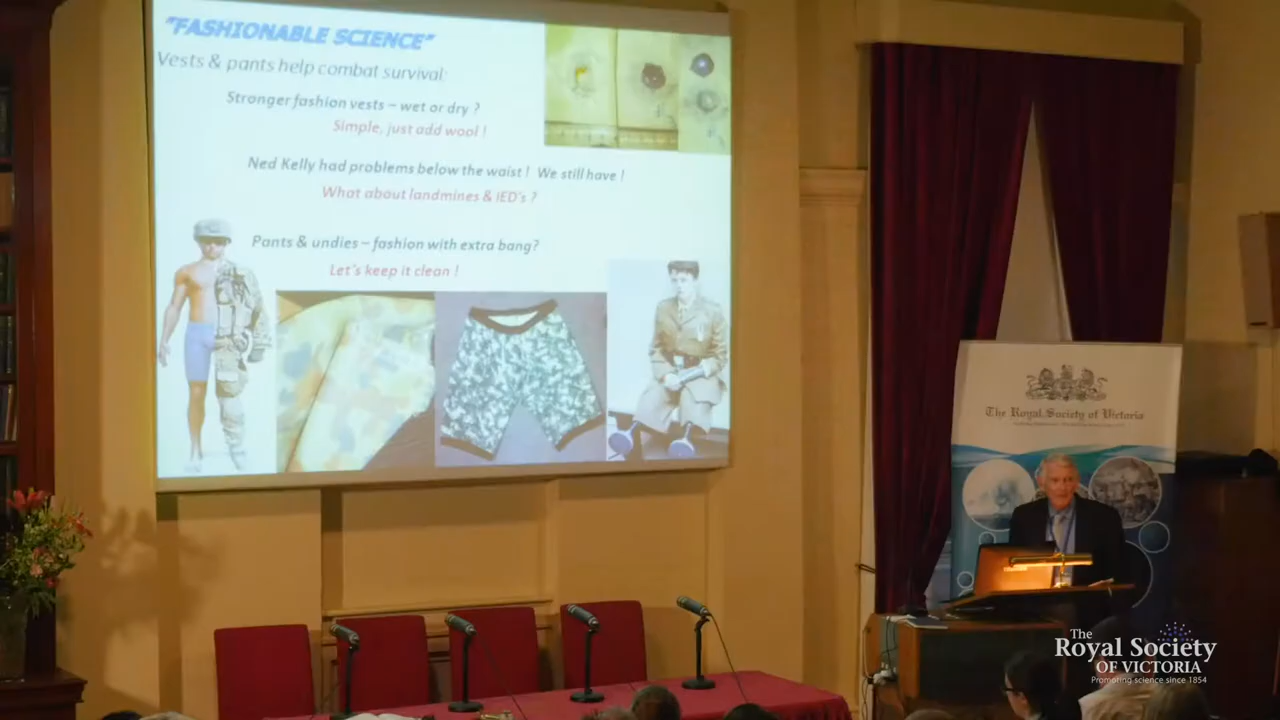 "FASHIONABLE SCIENCE"
Vests & pants help combat survival:
Stronger fashion vests – wet or dry ?
Simple, just add wool !
Ned Kelly had problems below the waist ! We still have !
What about landmines & IED's ?
Pants & undies – fashion with extra bang?
Let's keep it clean !
The Royal Society of Victoria
The
Royal Society
OF VICTORIA
Promoting science since 1854